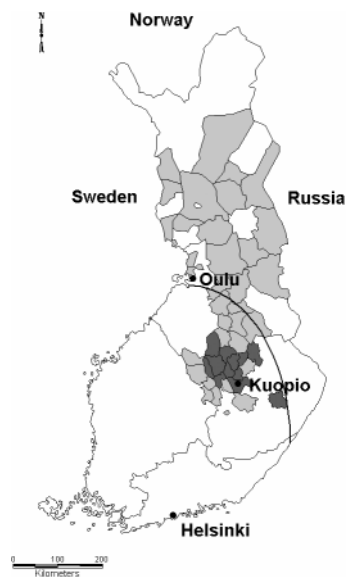 Norway
N
Sweden
Russia
Oulu
Kuopio
Helsinki
0 100 200
Kilometers